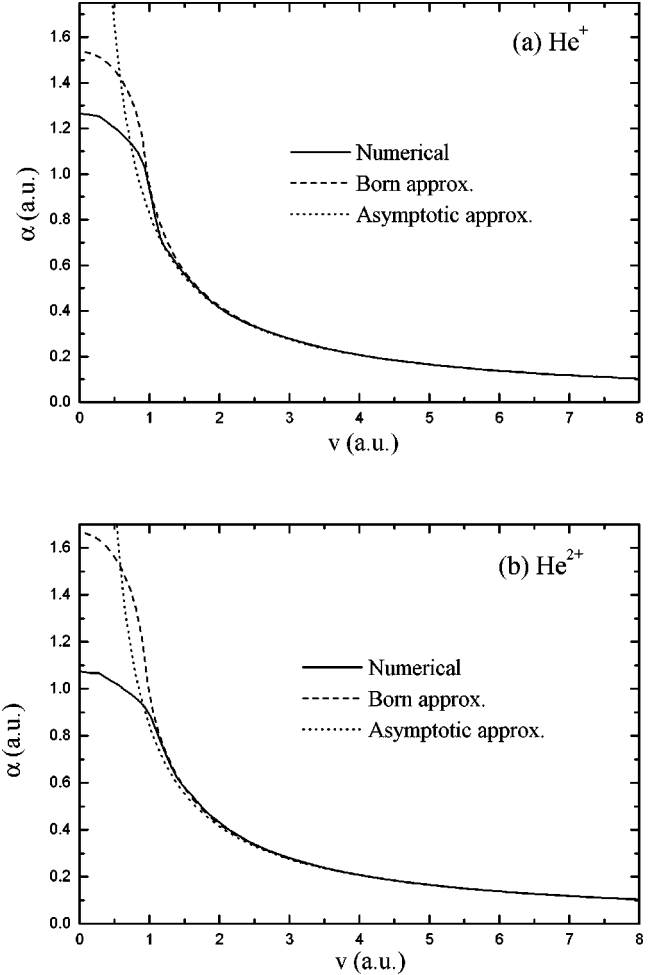 (a) He⁺
1.6
1.4
1.2
1.0
0.8
0.6
0.4
0.2
0.0
α (a.u.)
Numerical
Born approx.
Asymptotic approx.
0 1 2 3 4 5 6 7 8
v (a.u.)
(b) He²⁺
1.6
1.4
1.2
1.0
0.8
0.6
0.4
0.2
0.0
α (a.u.)
Numerical
Born approx.
Asymptotic approx.
0 1 2 3 4 5 6 7 8
v (a.u.)